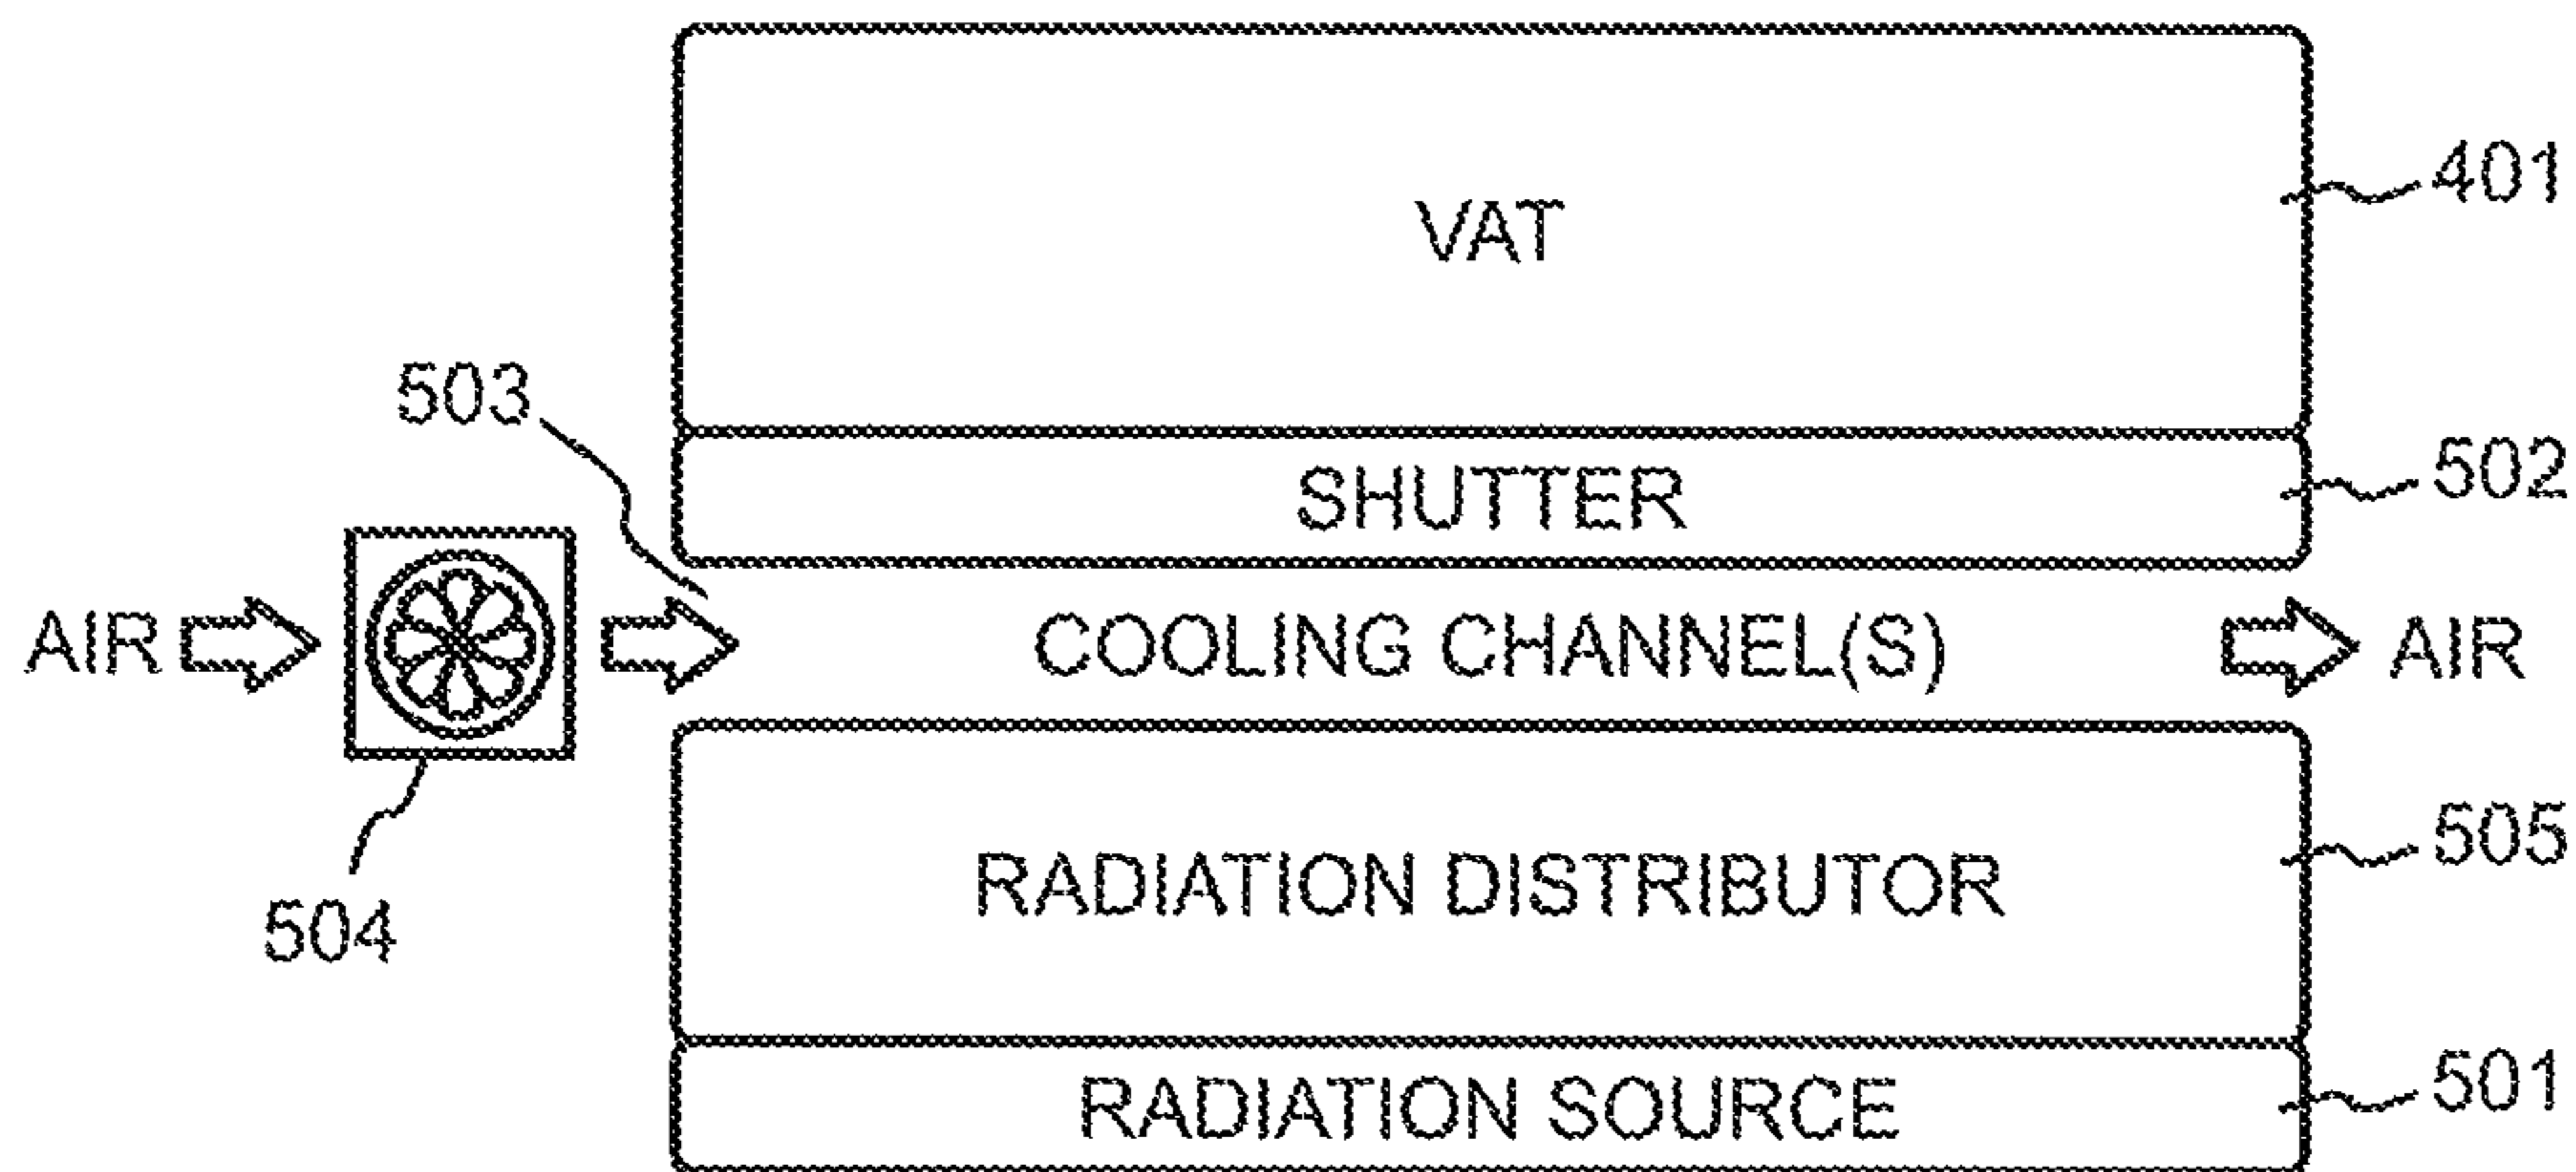 401
VAT
503
502
SHUTTER
AIR
COOLING CHANNEL(S)
AIR
505
RADIATION DISTRIBUTOR
504
501
RADIATION SOURCE